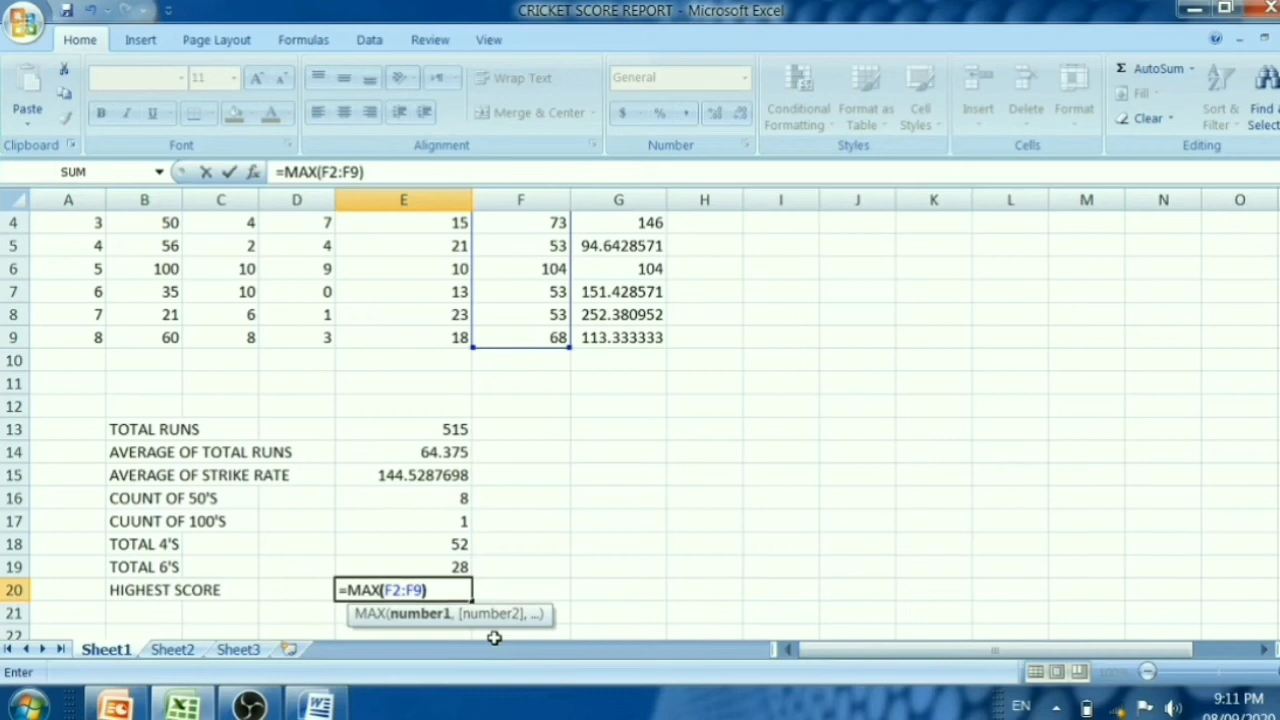 CRICKET SCORE REPORT - Microsoft Excel
Home Insert Page Layout Formulas Data Review View
Paste
11
Wrap Text
Merge & Center
General
$ % ,
Conditional Formatting
Format as Table
Cell Styles
Insert Delete Format
Σ AutoSum
Fill
Clear
Sort & Filter
Find
Select
Clipboard Font Alignment Number Styles Cells Editing
SUM fx =MAX(F2:F9)
A B C D E F G H I J K L M N O
4 3 50 4 7 15 73 146
5 4 56 2 4 21 53 94.6428571
6 5 100 10 9 10 104 104
7 6 35 10 0 13 53 151.428571
8 7 21 6 1 23 53 252.380952
9 8 60 8 3 18 68 113.333333
10
11
12
13 TOTAL RUNS 515
14 AVERAGE OF TOTAL RUNS 64.375
15 AVERAGE OF STRIKE RATE 144.5287698
16 COUNT OF 50'S 8
17 CUUNT OF 100'S 1
18 TOTAL 4'S 52
19 TOTAL 6'S 28
20 HIGHEST SCORE =MAX(F2:F9)
21 MAX(number1, [number2], ...)
22
Sheet1 Sheet2 Sheet3
Enter 100%
EN 9:11 PM